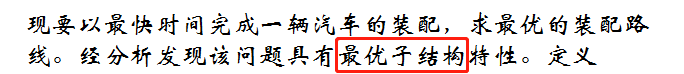 现要以最快时间完成一辆汽车的装配，求最优的装配路
线。经分析发现该问题具有最优子结构特性。定义